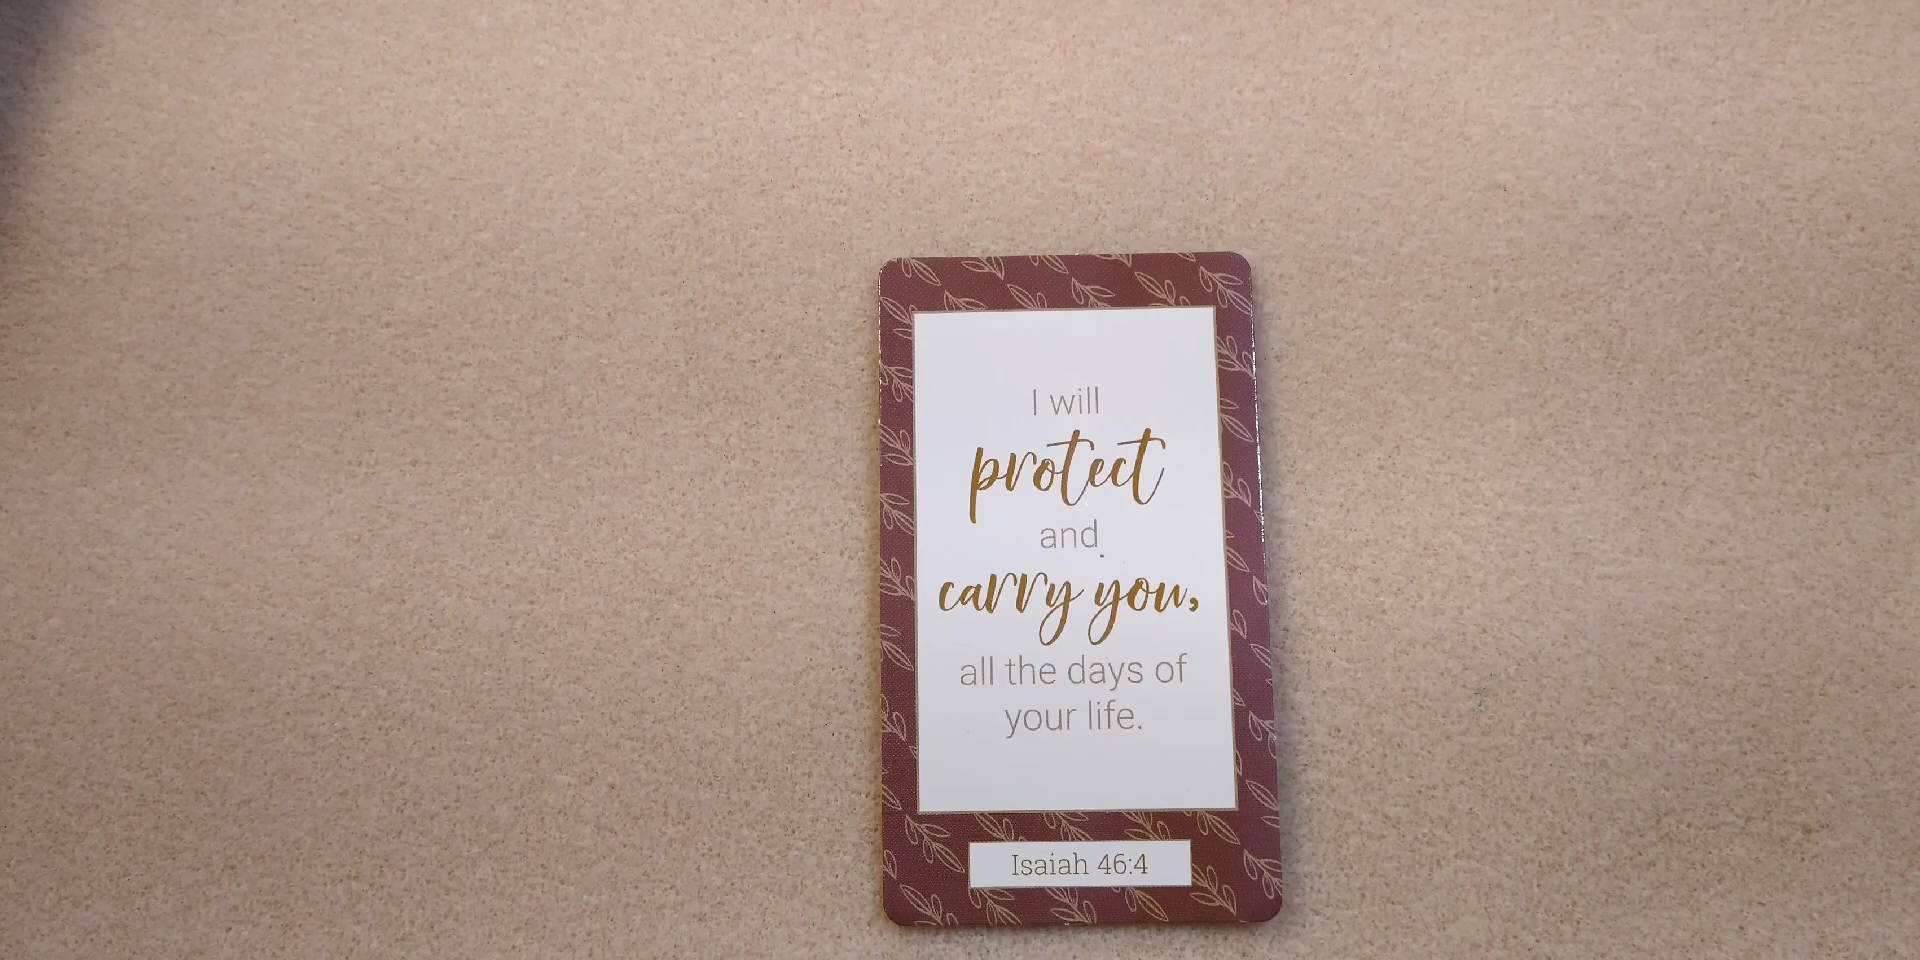 I will
protect
and
carry you,
all the days of
your life.
Isaiah 46:4